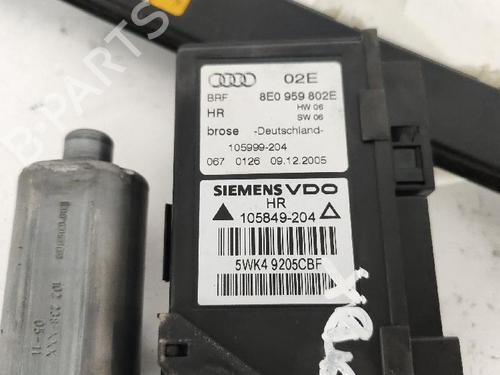 02E
BRF 8E0 959 802E
HR HW 06
SW 06
brose -Deutschland-
105999-204
067 0126 09.12.2005
SIEMENS VDO
HR
105849-204
5WK4 9205CBF